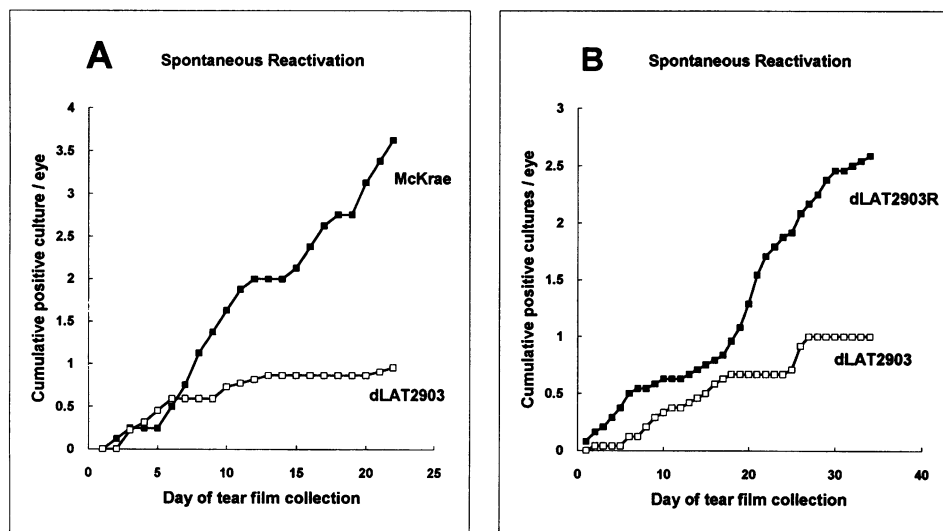 A
Spontaneous Reactivation
Cumulative positive culture / eye
4
3.5
3
2.5
2
1.5
1
0.5
0
McKrae
dLAT2903
0 5 10 15 20 25
Day of tear film collection
B
Spontaneous Reactivation
Cumulative positive cultures / eye
3
2.5
2
1.5
1
0.5
0
dLAT2903R
dLAT2903
0 10 20 30 40
Day of tear film collection